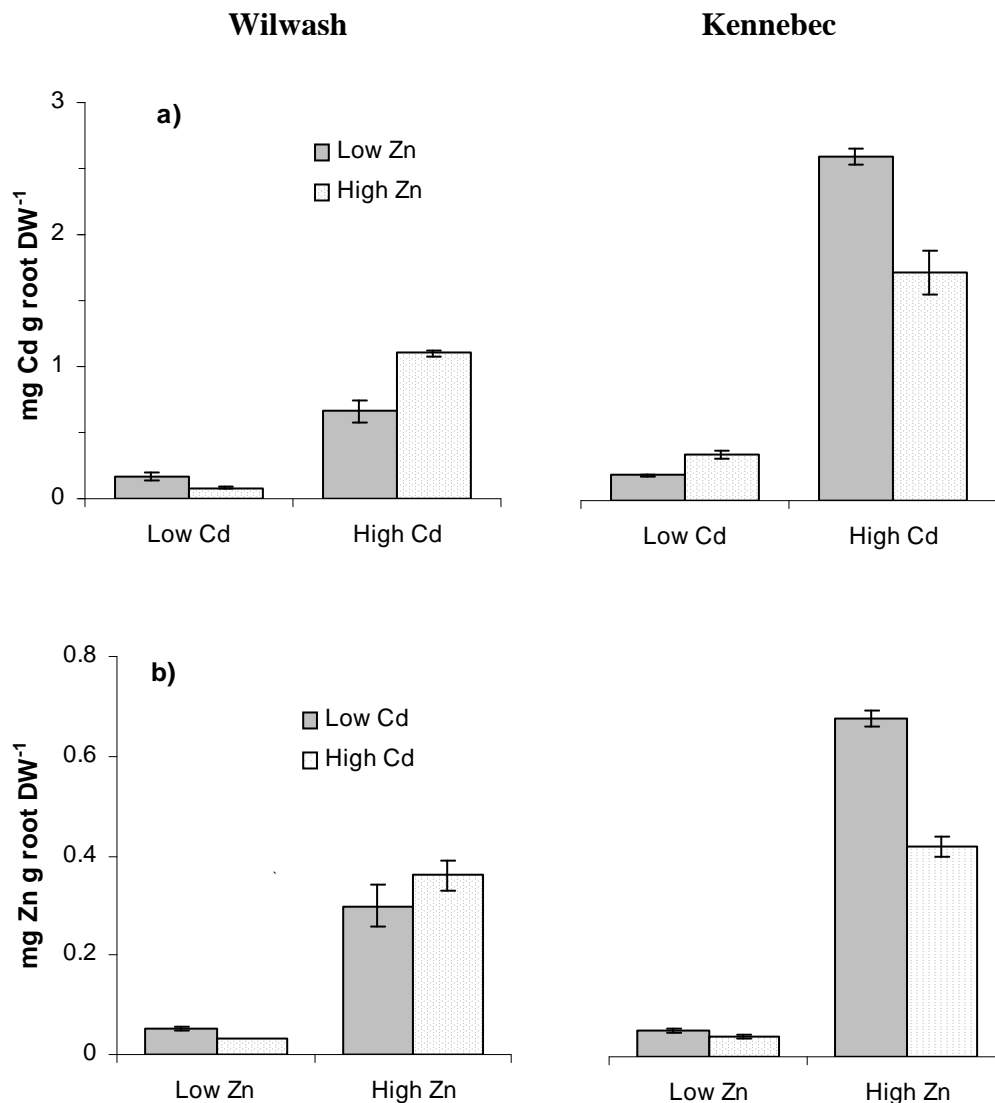 Wilwash Kennebec
a)
Low Zn
High Zn
mg Cd g root DW⁻¹
3
2
1
0
Low Cd High Cd
Low Cd High Cd
b)
Low Cd
High Cd
mg Zn g root DW⁻¹
0.8
0.6
0.4
0.2
0
Low Zn High Zn
Low Zn High Zn